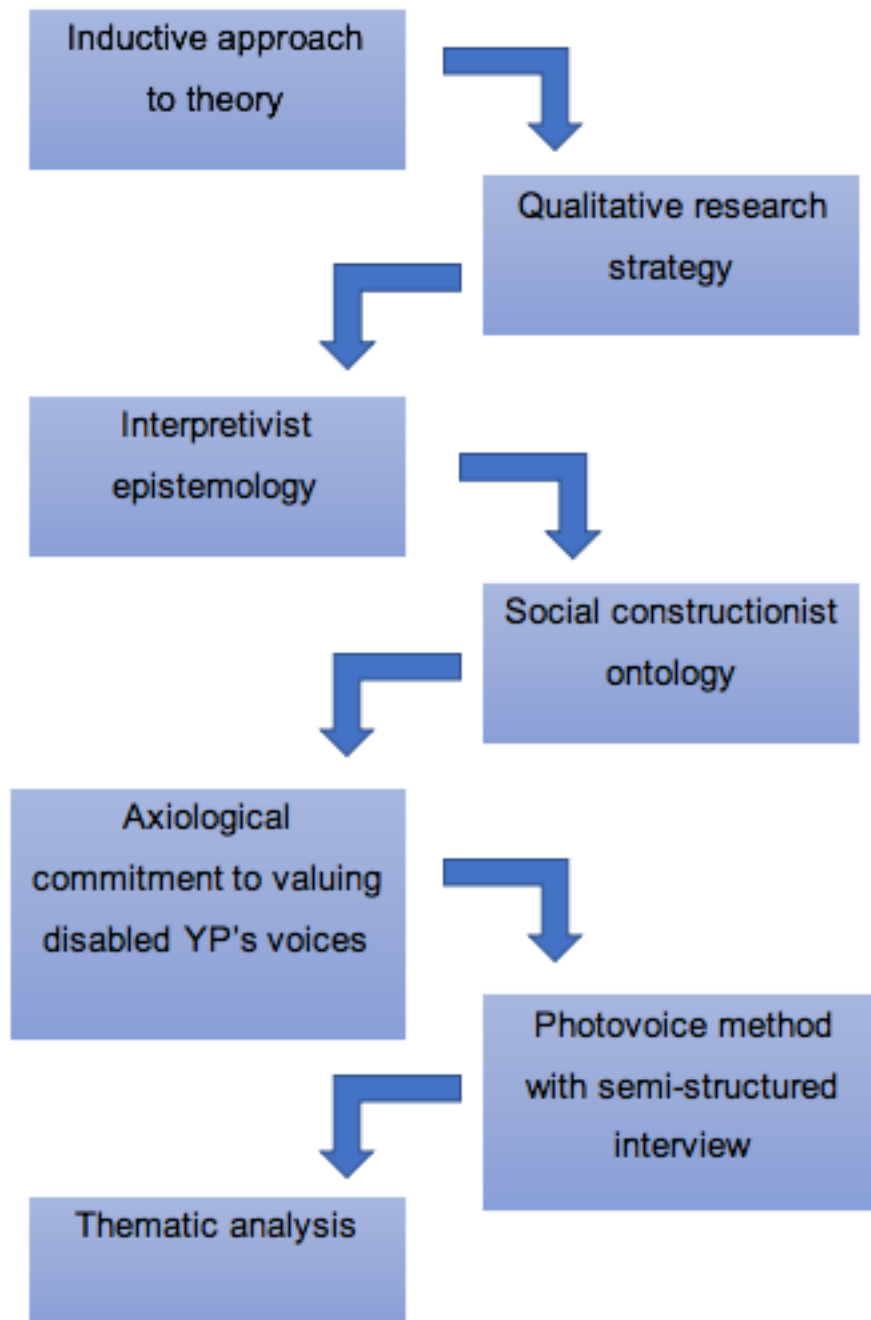 Inductive approach
to theory
Qualitative research
strategy
Interpretivist
epistemology
Social constructionist
ontology
Axiological
commitment to valuing
disabled YP's voices
Photovoice method
with semi-structured
interview
Thematic analysis